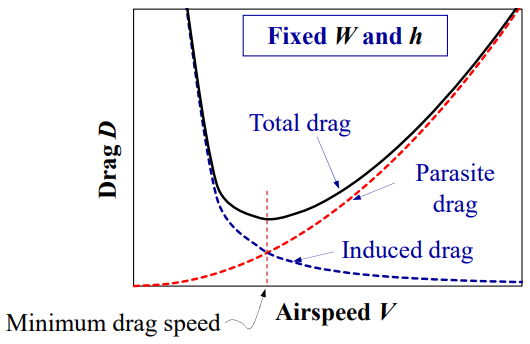 Fixed W and h
Total drag
Parasite
drag
Drag D
Induced drag
Airspeed V
Minimum drag speed